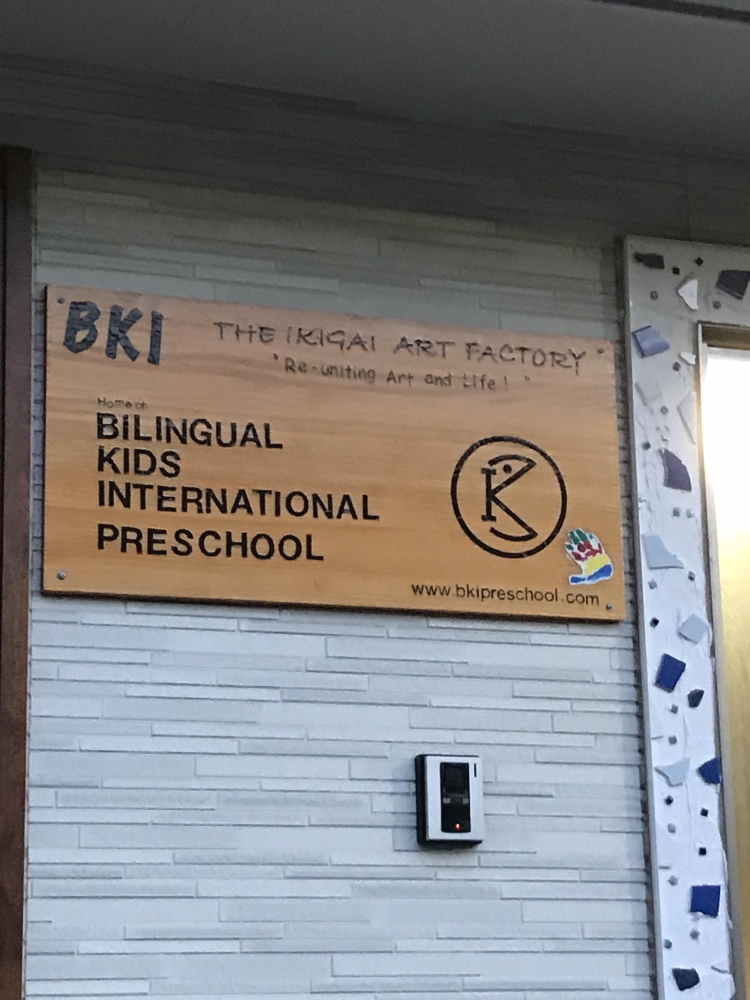 BKI THE IKIGAI ART FACTORY
"Re-uniting Art and Life!"
Home of
BILINGUAL
KIDS
INTERNATIONAL
PRESCHOOL
K
www.bkipreschool.com